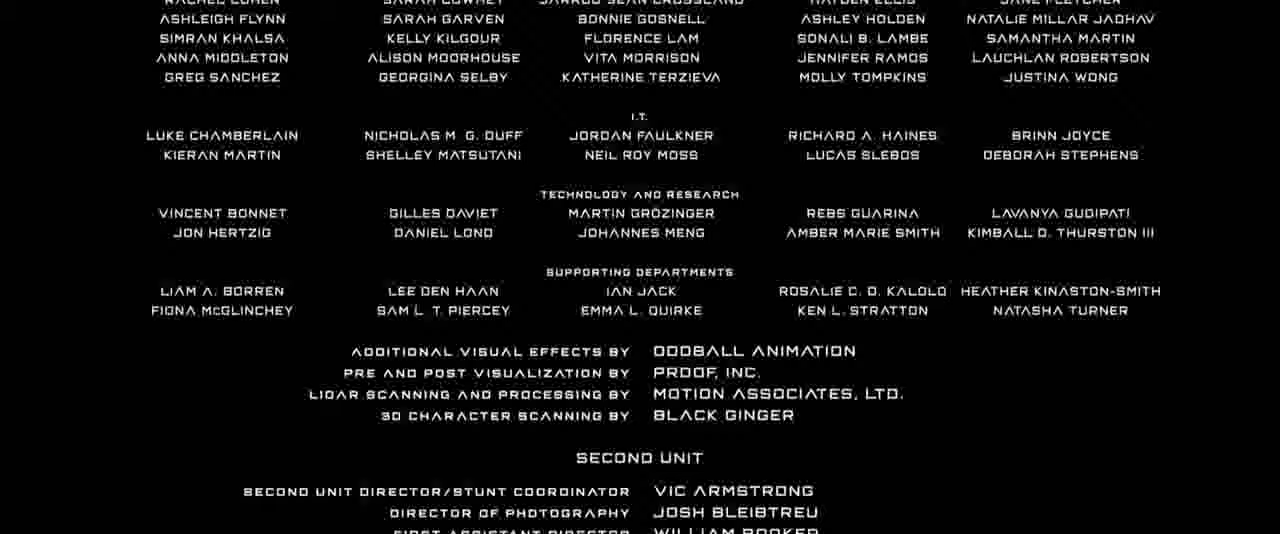 SARAH LOWREY
ASHLEIGH FLYNN SARAH GARVEN BONNIE GOSNELL ASHLEY HOLDEN NATALIE MILLAR JADHAV
SIMRAN KHALSA KELLY KILGOUR FLORENCE LAM SONALI B. LAMBE SAMANTHA MARTIN
ANNA MIDDLETON ALISON MOORHOUSE VITA MORRISON JENNIFER RAMOS LAUCHLAN ROBERTSON
GREG SANCHEZ GEORGINA SELBY KATHERINE TERZIEVA MOLLY TOMPKINS JUSTINA WONG
I.T.
LUKE CHAMBERLAIN NICHOLAS M. G. DUFF JORDAN FAULKNER RICHARD A. HAINES BRINN JOYCE
KIERAN MARTIN SHELLEY MATSUTANI NEIL ROY MOSS LUCAS SLEBOS DEBORAH STEPHENS
TECHNOLOGY AND RESEARCH
VINCENT BONNET GILLES DAVIET MARTIN GRÖZINGER REBS GUARINA LAVANYA GUDIPATI
JON HERTZIG DANIEL LOND JOHANNES MENG AMBER MARIE SMITH KIMBALL D. THURSTON III
SUPPORTING DEPARTMENTS
LIAM A. BORREN LEE DEN HAAN IAN JACK ROSALIE C. O. KALOLO HEATHER KINASTON-SMITH
FIONA McGLINCHEY SAM L. T. PIERCEY EMMA L. QUIRKE KEN L. STRATTON NATASHA TURNER
ADDITIONAL VISUAL EFFECTS BY ODDBALL ANIMATION
PRE AND POST VISUALIZATION BY PROOF, INC.
LIDAR SCANNING AND PROCESSING BY MOTION ASSOCIATES, LTD.
3D CHARACTER SCANNING BY BLACK GINGER
SECOND UNIT
SECOND UNIT DIRECTOR/STUNT COORDINATOR VIC ARMSTRONG
DIRECTOR OF PHOTOGRAPHY JOSH BLEIBTREU
FIRST ASSISTANT DIRECTOR WILLIAM BOOKER